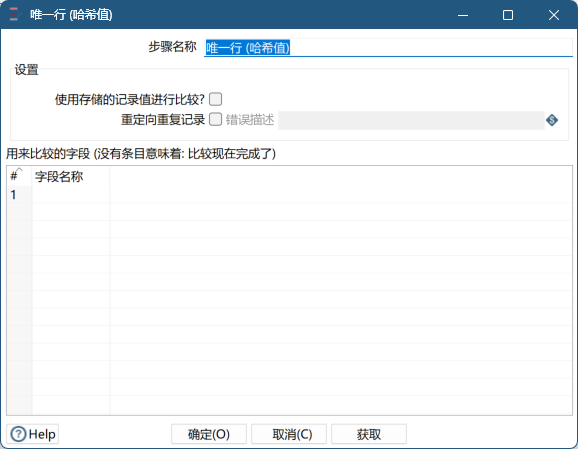 唯一行 (哈希值)
步骤名称 唯一行 (哈希值)
设置
使用存储的记录值进行比较?
重定向重复记录 错误描述
用来比较的字段 (没有条目意味着: 比较现在完成了)
# 字段名称
1
Help 确定(O) 取消(C) 获取